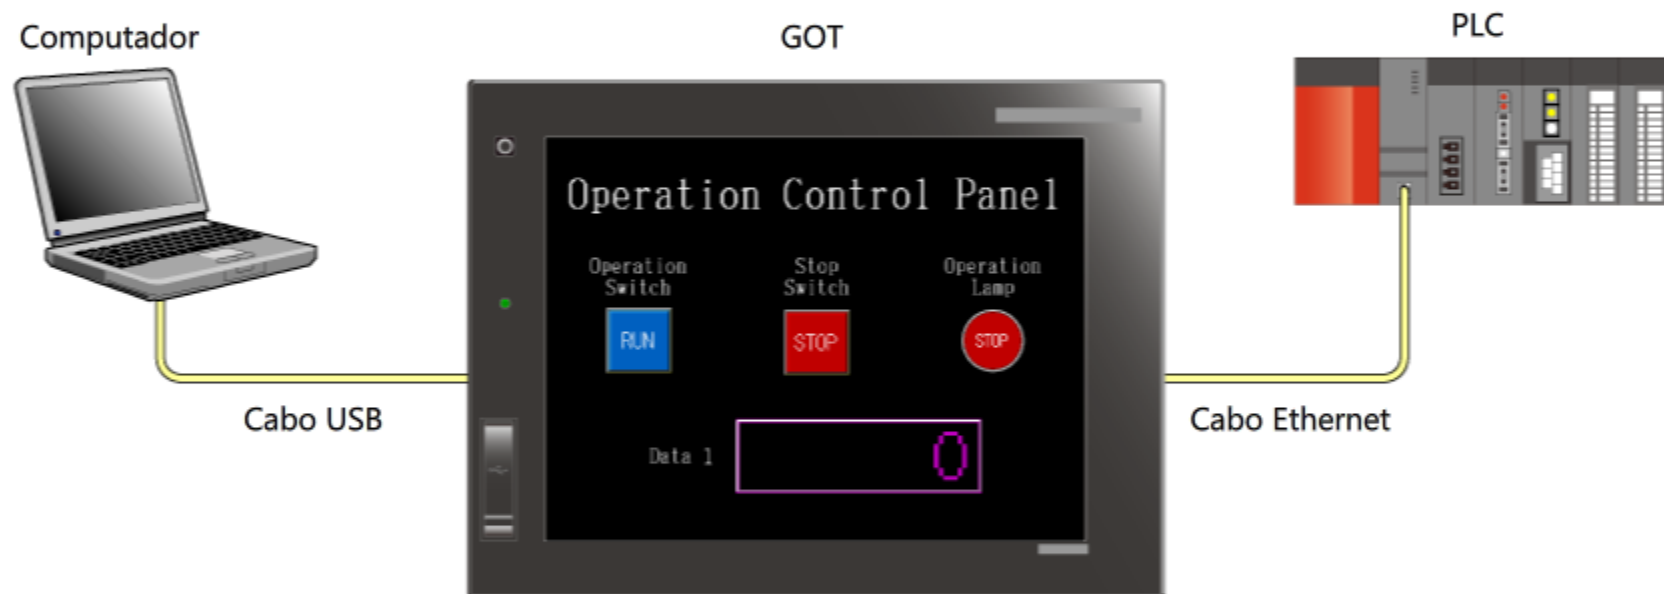 Computador
GOT
PLC
Operation Control Panel
Operation
Switch
Stop
Switch
Operation
Lamp
RUN
STOP
STOP
Cabo USB
Cabo Ethernet
Data 1
0